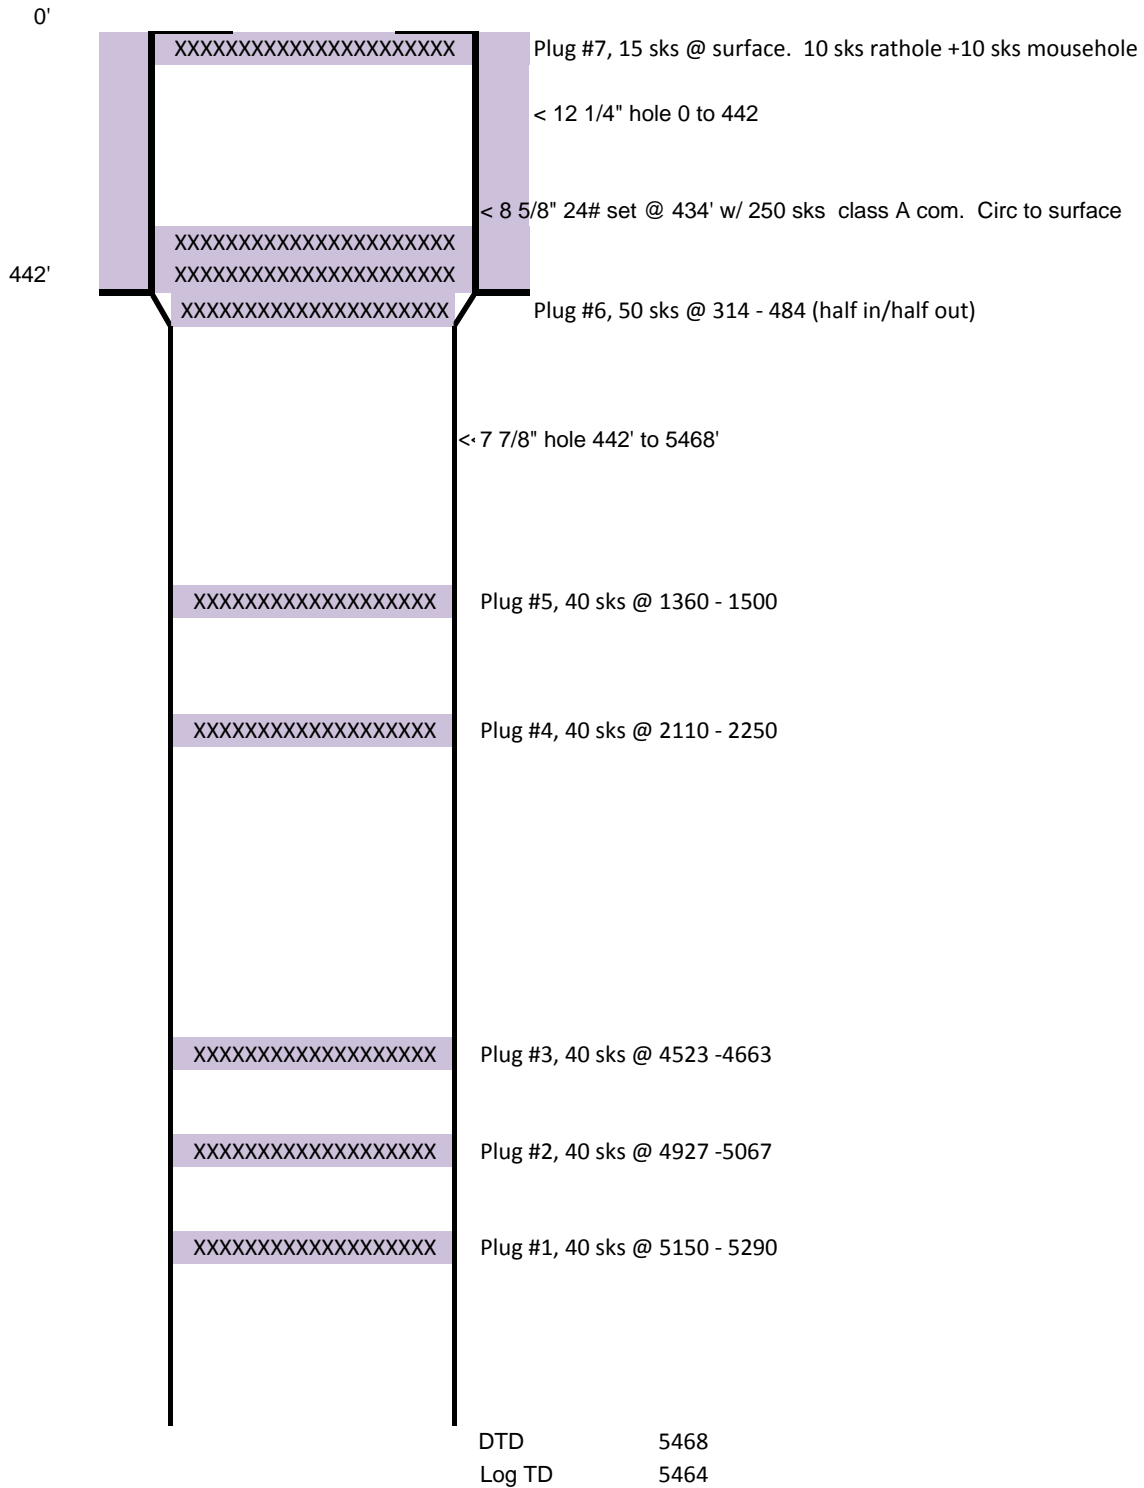 0'
XXXXXXXXXXXXXXXXXXXXXX Plug #7, 15 sks @ surface.  10 sks rathole +10 sks mousehole
< 12 1/4" hole 0 to 442
< 8 5/8" 24# set @ 434' w/ 250 sks  class A com.  Circ to surface
XXXXXXXXXXXXXXXXXXXXXX
442' XXXXXXXXXXXXXXXXXXXXXX
XXXXXXXXXXXXXXXXXXXXX Plug #6, 50 sks @ 314 - 484 (half in/half out)
<< 7 7/8" hole 442' to 5468'
XXXXXXXXXXXXXXXXXXX Plug #5, 40 sks @ 1360 - 1500
XXXXXXXXXXXXXXXXXXX Plug #4, 40 sks @ 2110 - 2250
XXXXXXXXXXXXXXXXXXX Plug #3, 40 sks @ 4523 -4663
XXXXXXXXXXXXXXXXXXX Plug #2, 40 sks @ 4927 -5067
XXXXXXXXXXXXXXXXXXX Plug #1, 40 sks @ 5150 - 5290
DTD 5468
Log TD 5464